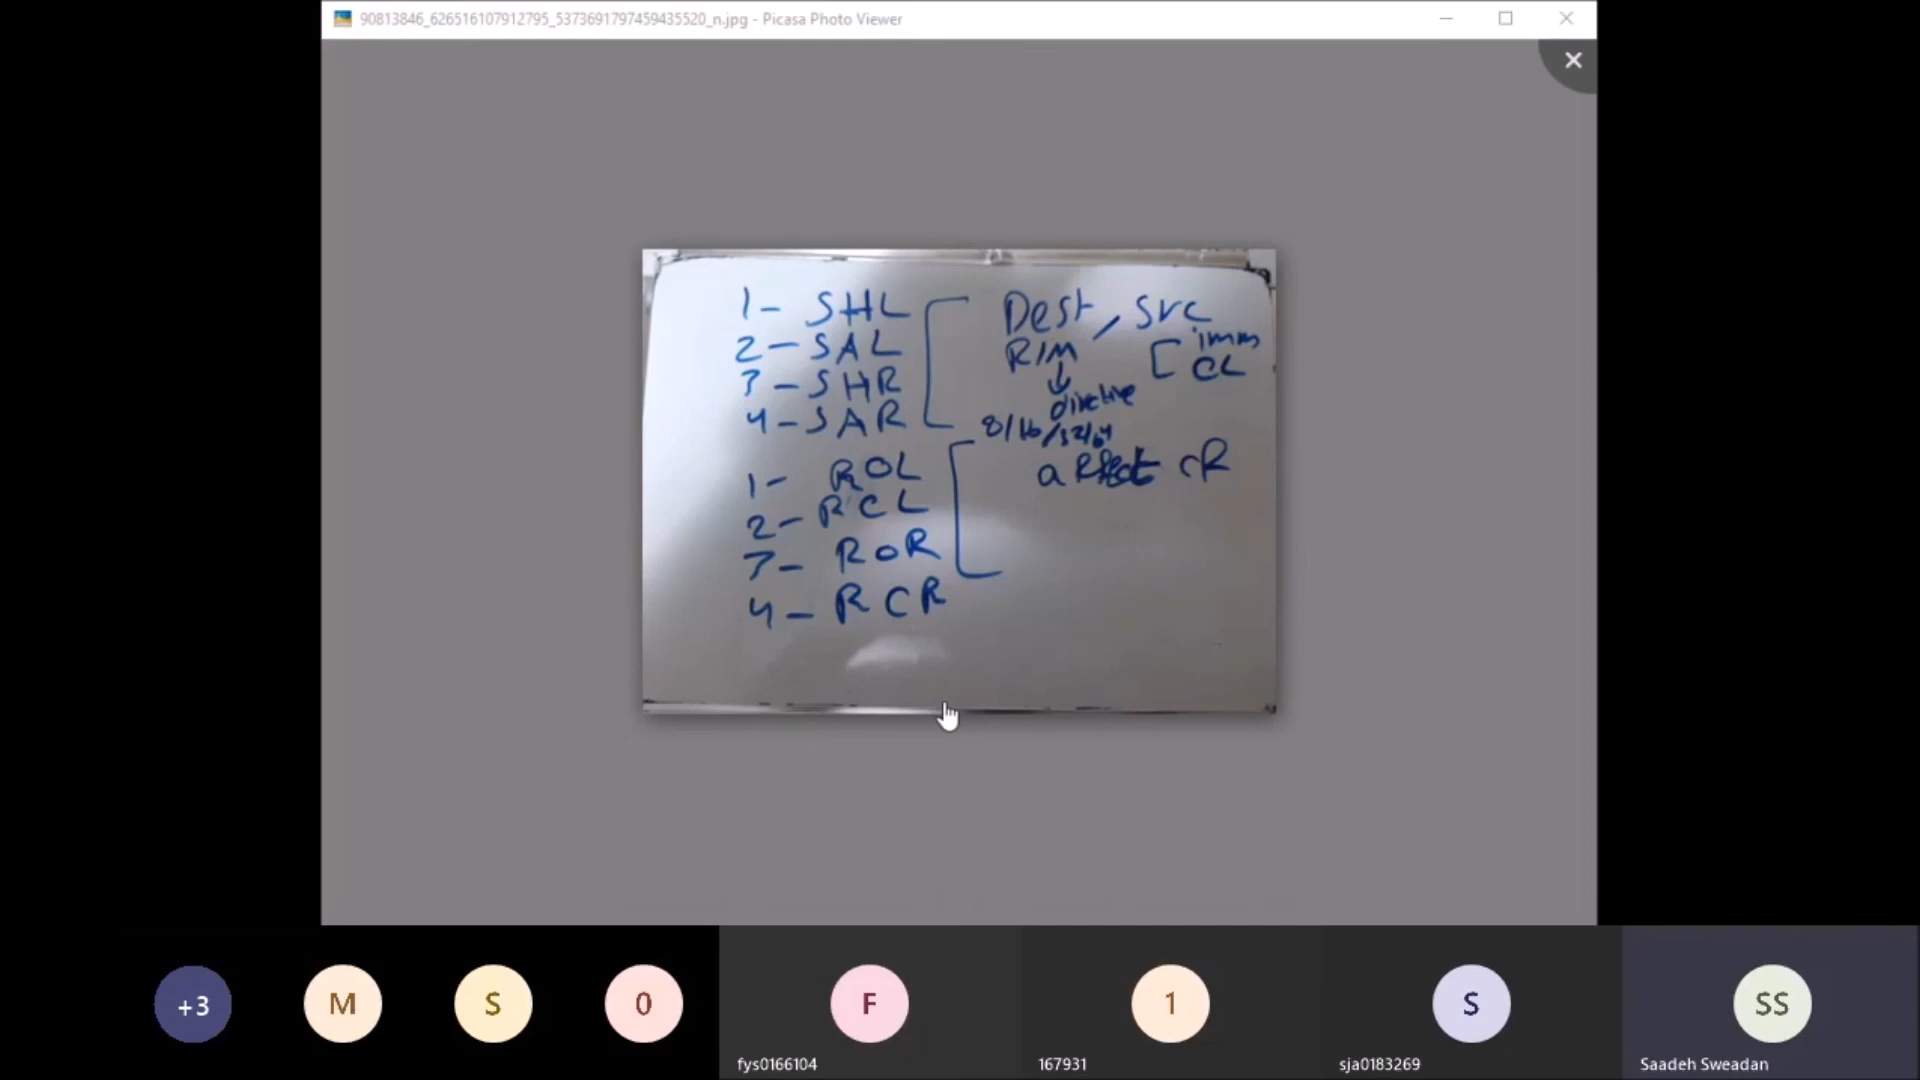 90813846_626516107912795_5373691797459435520_n.jpg - Picasa Photo Viewer
1- SHL
2- SAL
3- SHR
4- SAR
Dest, Src
R/M
imm
CL
directive
8/16/32/64
1- ROL
2- RCL
3- ROR
4- RCR
affect CR
+3
M
S
0
F
1
S
SS
fys0166104
167931
sja0183269
Saadeh Sweadan